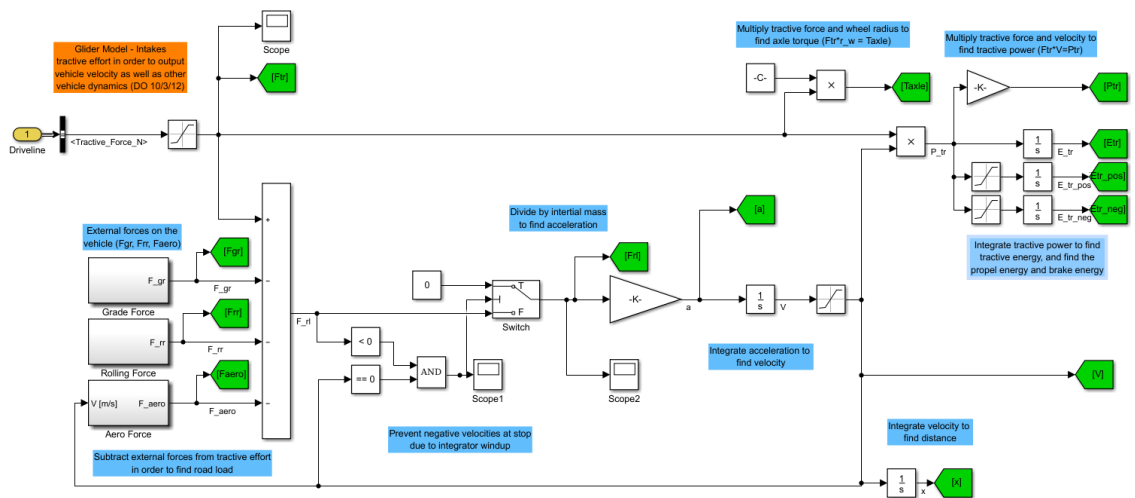 Glider Model - Intakes
tractive effort in order to output
vehicle velocity as well as other
vehicle dynamics (DO 10/3/12)
Scope
[Ftr]
1
Driveline
<Tractive_Force_N>
Multiply tractive force and wheel radius to
find axle torque (Ftr*r_w = Taxle)
-C-
×
[Taxle]
Multiply tractive force and velocity to
find tractive power (Ftr*V=Ptr)
-K-
[Ptr]
×
P_tr
1
s
E_tr
[Etr]
1
s
E_tr_pos
[Etr_pos]
1
s
E_tr_neg
[Etr_neg]
Integrate tractive power to find
tractive energy, and find the
propel energy and brake energy
External forces on the
vehicle (Fgr, Frr, Faero)
[Fgr]
F_gr
F_gr
Grade Force
[Frr]
F_rr
F_rr
Rolling Force
[Faero]
V [m/s]
F_aero
F_aero
Aero Force
+
−
−
−
Subtract external forces from tractive effort
in order to find road load
F_rl
0
T
F
Switch
< 0
== 0
AND
Scope1
Prevent negative velocities at stop
due to integrator windup
Divide by intertial mass
to find acceleration
[Frl]
-K-
a
[a]
Scope2
1
s
V
Integrate acceleration to
find velocity
[V]
Integrate velocity to
find distance
1
s
x
[x]